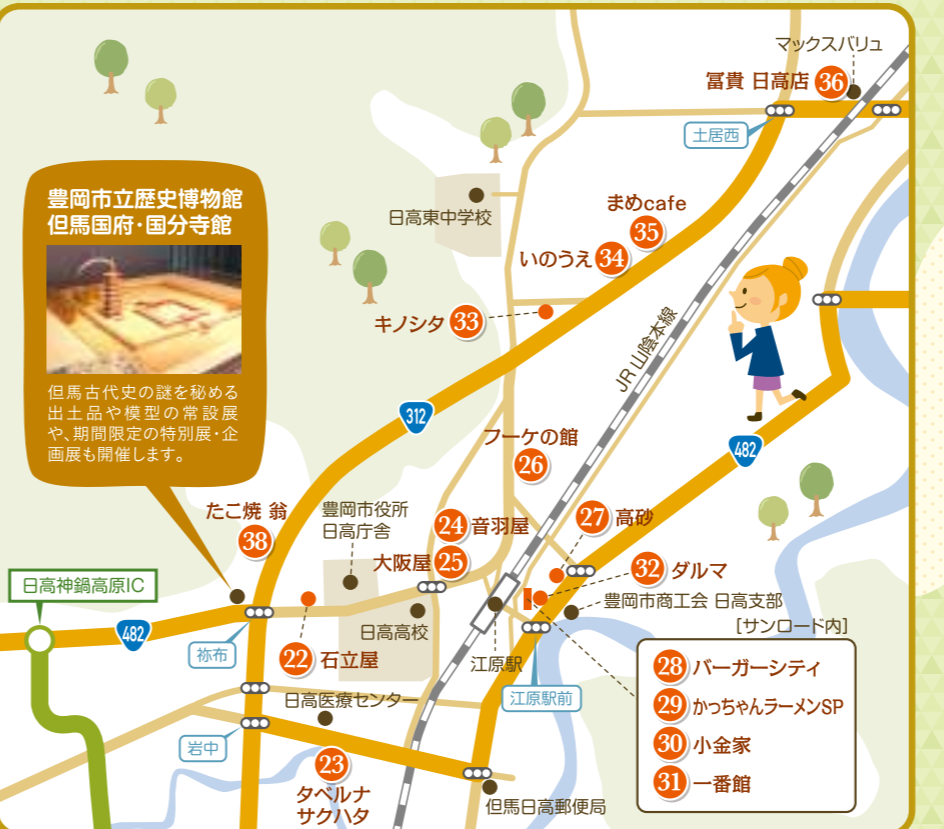 マックスバリュ
冨貴 日高店 36
土居西
豊岡市立歴史博物館
但馬国府・国分寺館
但馬古代史の謎を秘める
出土品や模型の常設展
や、期間限定の特別展・企
画展も開催します。
日高東中学校
まめcafe
35
いのうえ 34
キノシタ 33
JR山陰本線
312
482
フーケの館
26
たこ焼 翁
38
豊岡市役所
日高庁舎
24 音羽屋
大阪屋 25
27 高砂
32 ダルマ
豊岡市商工会 日高支部
日高神鍋高原IC
482
祢布
22 石立屋
日高高校
江原駅
江原駅前
[サンロード内]
28 バーガーシティ
29 かっちゃんラーメンSP
30 小金家
31 一番館
日高医療センター
岩中
23
タベルナ
サクハタ
但馬日高郵便局